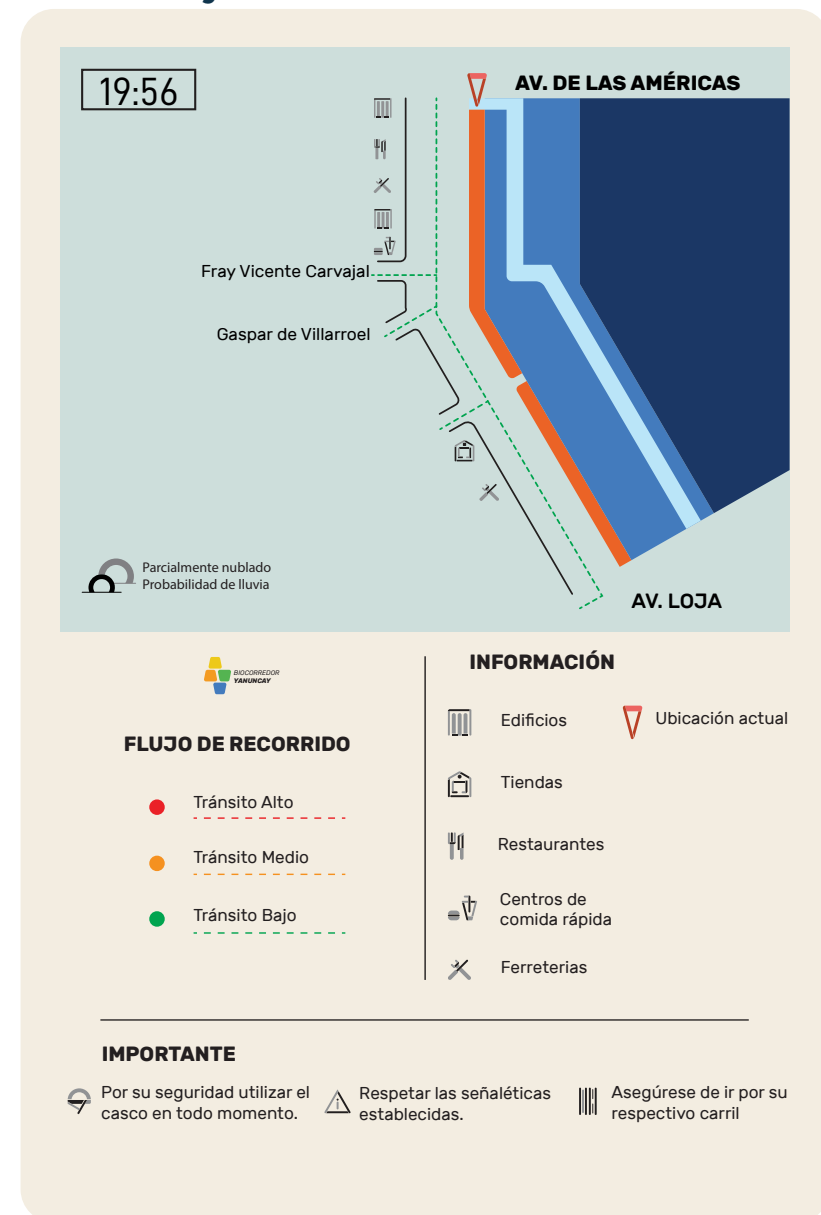 19:56
AV. DE LAS AMÉRICAS
Fray Vicente Carvajal
Gaspar de Villarroel
Parcialmente nublado
Probabilidad de lluvia
AV. LOJA
BIOCORREDOR
YANUNCAY
FLUJO DE RECORRIDO
Tránsito Alto
Tránsito Medio
Tránsito Bajo
INFORMACIÓN
Edificios
Ubicación actual
Tiendas
Restaurantes
Centros de
comida rápida
Ferreterias
IMPORTANTE
Por su seguridad utilizar el
casco en todo momento.
Respetar las señaléticas
establecidas.
Asegúrese de ir por su
respectivo carril